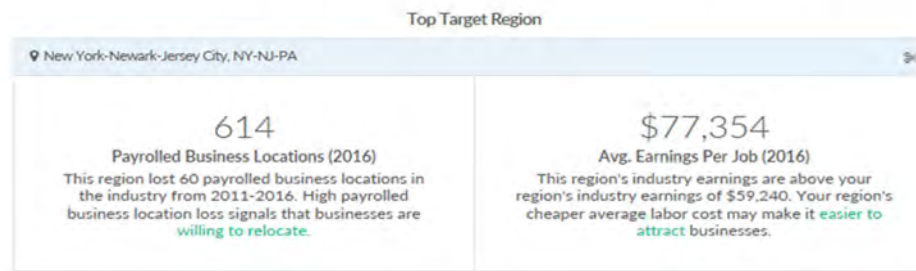 Top Target Region
New York-Newark-Jersey City, NY-NJ-PA
614
Payrolled Business Locations (2016)
This region lost 60 payrolled business locations in
the industry from 2011-2016. High payrolled
business location loss signals that businesses are
willing to relocate.
$77,354
Avg. Earnings Per Job (2016)
This region's industry earnings are above your
region's industry earnings of $59,240. Your region's
cheaper average labor cost may make it easier to
attract businesses.